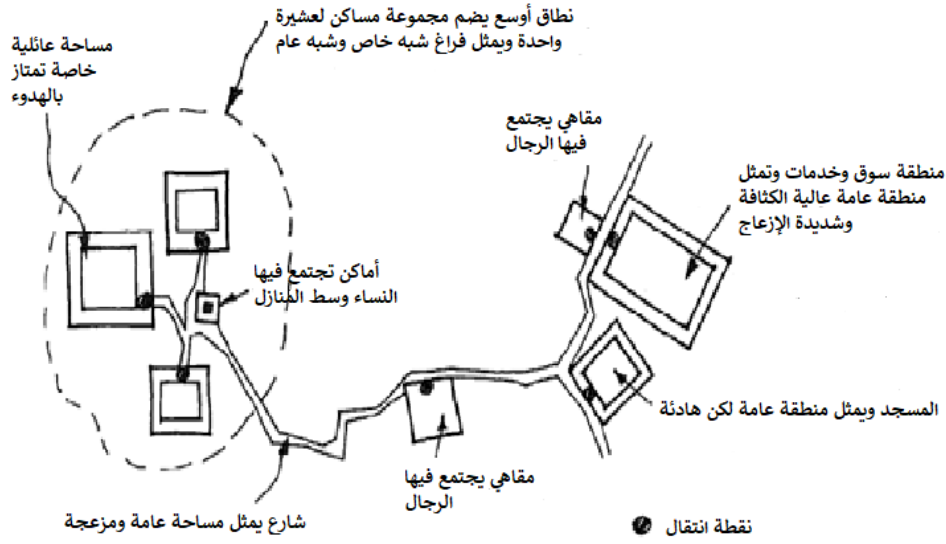 نطاق أوسع يضم مجموعة مساكن لعشيرة
واحدة ويمثل فراغ شبه خاص وشبه عام
مساحة عائلية
خاصة تمتاز
بالهدوء
مقاهي يجتمع
فيها الرجال
منطقة سوق وخدمات وتمثل
منطقة عامة عالية الكثافة
وشديدة الإزعاج
أماكن تجتمع فيها
النساء وسط المنازل
المسجد ويمثل منطقة عامة لكن هادئة
مقاهي يجتمع فيها
الرجال
شارع يمثل مساحة عامة ومزعجة
نقطة انتقال